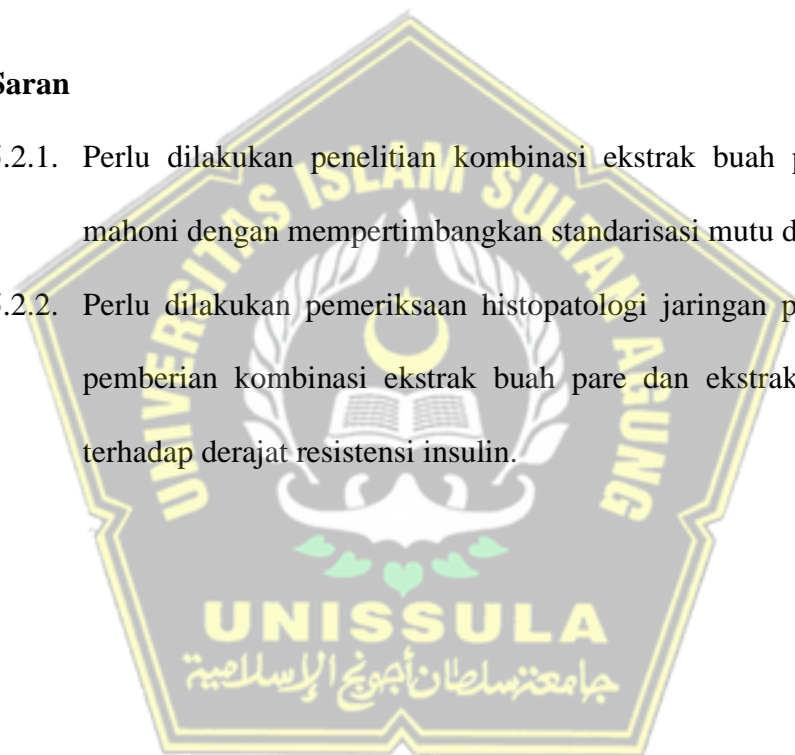 Saran
5.2.1. Perlu dilakukan penelitian kombinasi ekstrak buah
mahoni dengan mempertimbangkan standarisasi mutu
5.2.2. Perlu dilakukan pemeriksaan histopatologi jaringan
pemberian kombinasi ekstrak buah pare dan ekstrak
terhadap derajat resistensi insulin.
UNIVERSITAS ISLAM SULTAN AGUNG
UNISSULA
جامعة سلطان أجونج الإسلامية